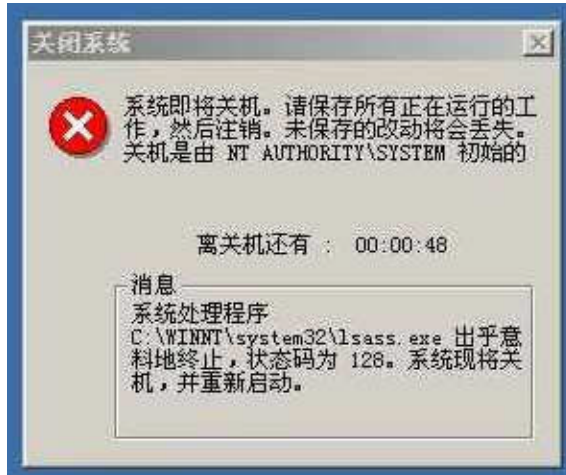 关闭系统
系统即将关机。请保存所有正在运行的工
作，然后注销。未保存的改动将会丢失。
关机是由 NT AUTHORITY\SYSTEM 初始的
离关机还有 : 00:00:48
消息
系统处理程序
C:\WINNT\system32\lsass.exe 出乎意
料地终止，状态码为 128。系统现将关
机，并重新启动。